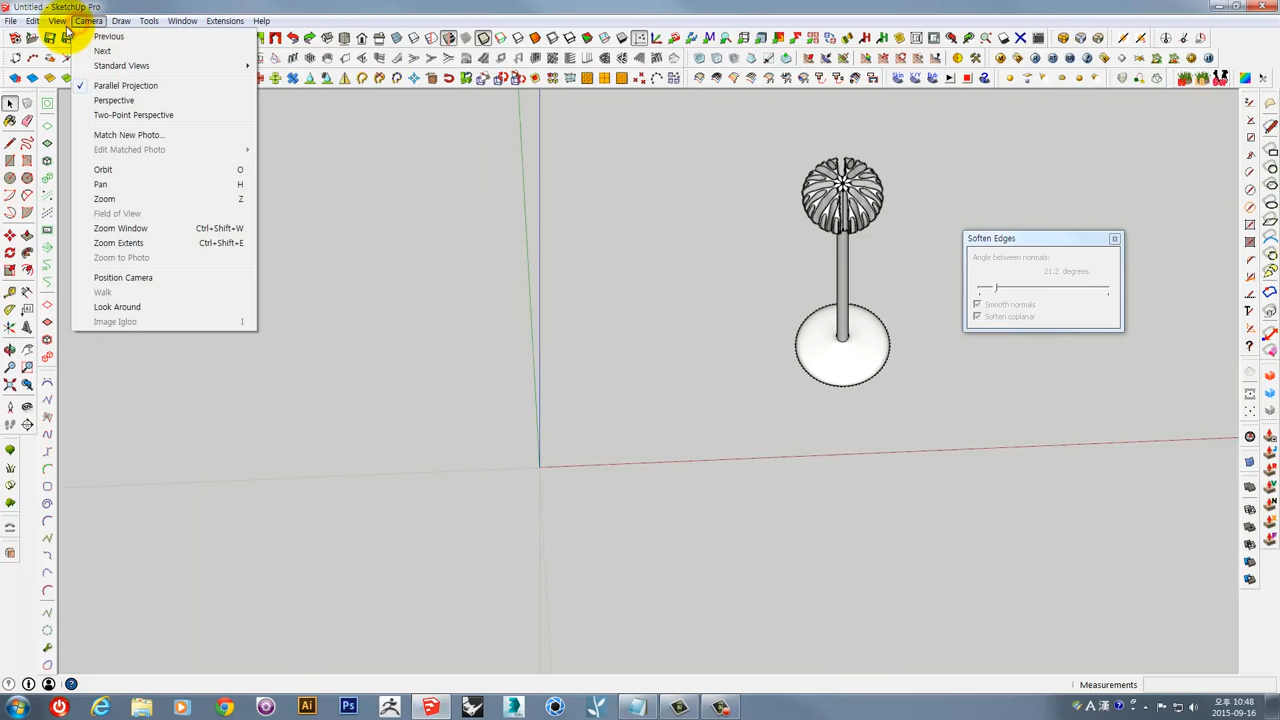 Untitled - SketchUp Pro
File Edit View Camera Draw Tools Window Extensions Help
Previous
Next
Standard Views
Parallel Projection
Perspective
Two-Point Perspective
Match New Photo...
Edit Matched Photo
Orbit O
Pan H
Zoom Z
Field of View
Zoom Window Ctrl+Shift+W
Zoom Extents Ctrl+Shift+E
Zoom to Photo
Position Camera
Walk
Look Around
Image Igloo I
Soften Edges
Angle between normals:
21.2 degrees
Smooth normals
Soften coplanar
Measurements
Ai
Ps
오후 10:48
2015-09-16